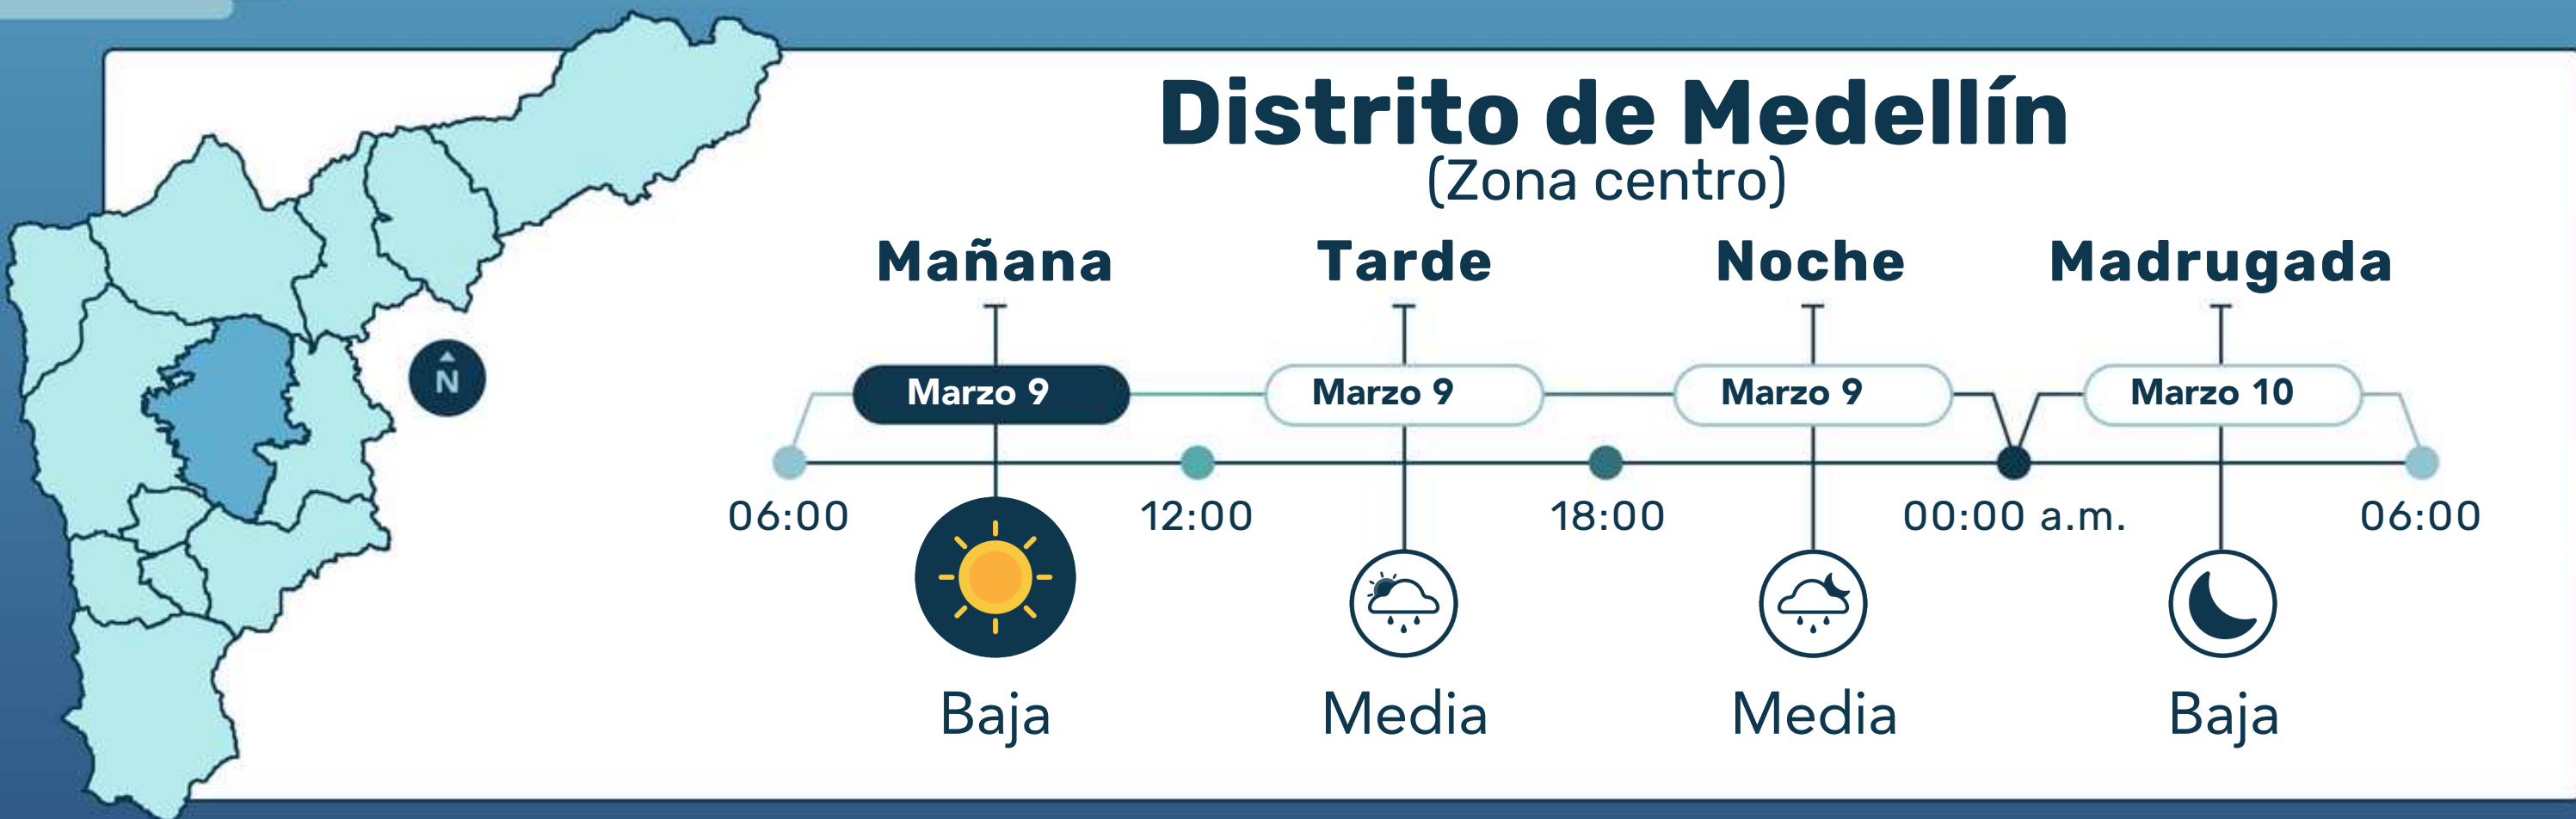 Distrito de Medellín
(Zona centro)
Mañana Tarde Noche Madrugada
Marzo 9 Marzo 9 Marzo 9 Marzo 10
N
06:00 12:00 18:00 00:00 a.m. 06:00
Baja Media Media Baja